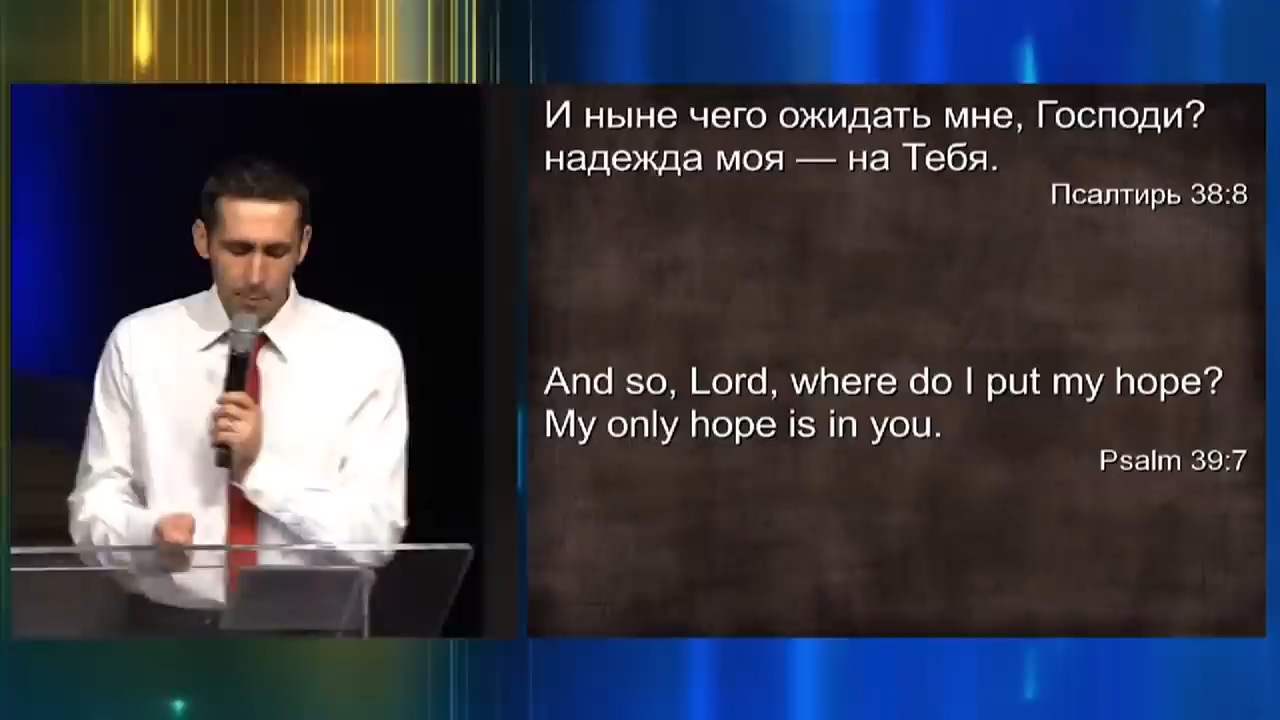 И ныне чего ожидать мне, Господи?
надежда моя — на Тебя.
Псалтирь 38:8
And so, Lord, where do I put my hope?
My only hope is in you.
Psalm 39:7